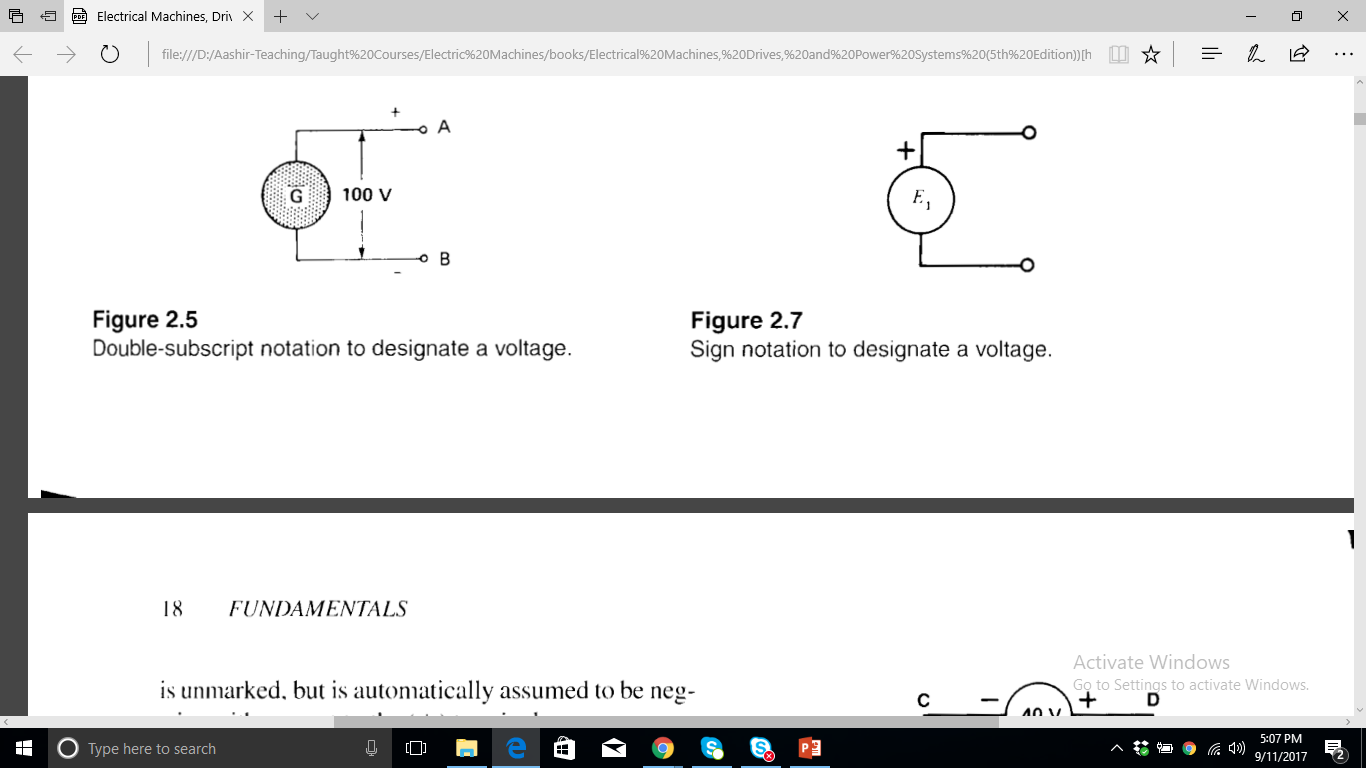 Electrical Machines, Driv
file:///D:/Aashir-Teaching/Taught%20Courses/Electric%20Machines/books/Electrical%20Machines,%20Drives,%20and%20Power%20Systems%20(5th%20Edition))[h
+ A
G 100 V
B
-
Figure 2.5
Double-subscript notation to designate a voltage.
+
E1
Figure 2.7
Sign notation to designate a voltage.
18 FUNDAMENTALS
is unmarked, but is automatically assumed to be neg-
C − 40 V + D
Activate Windows
Go to Settings to activate Windows.
Type here to search
5:07 PM
9/11/2017
2